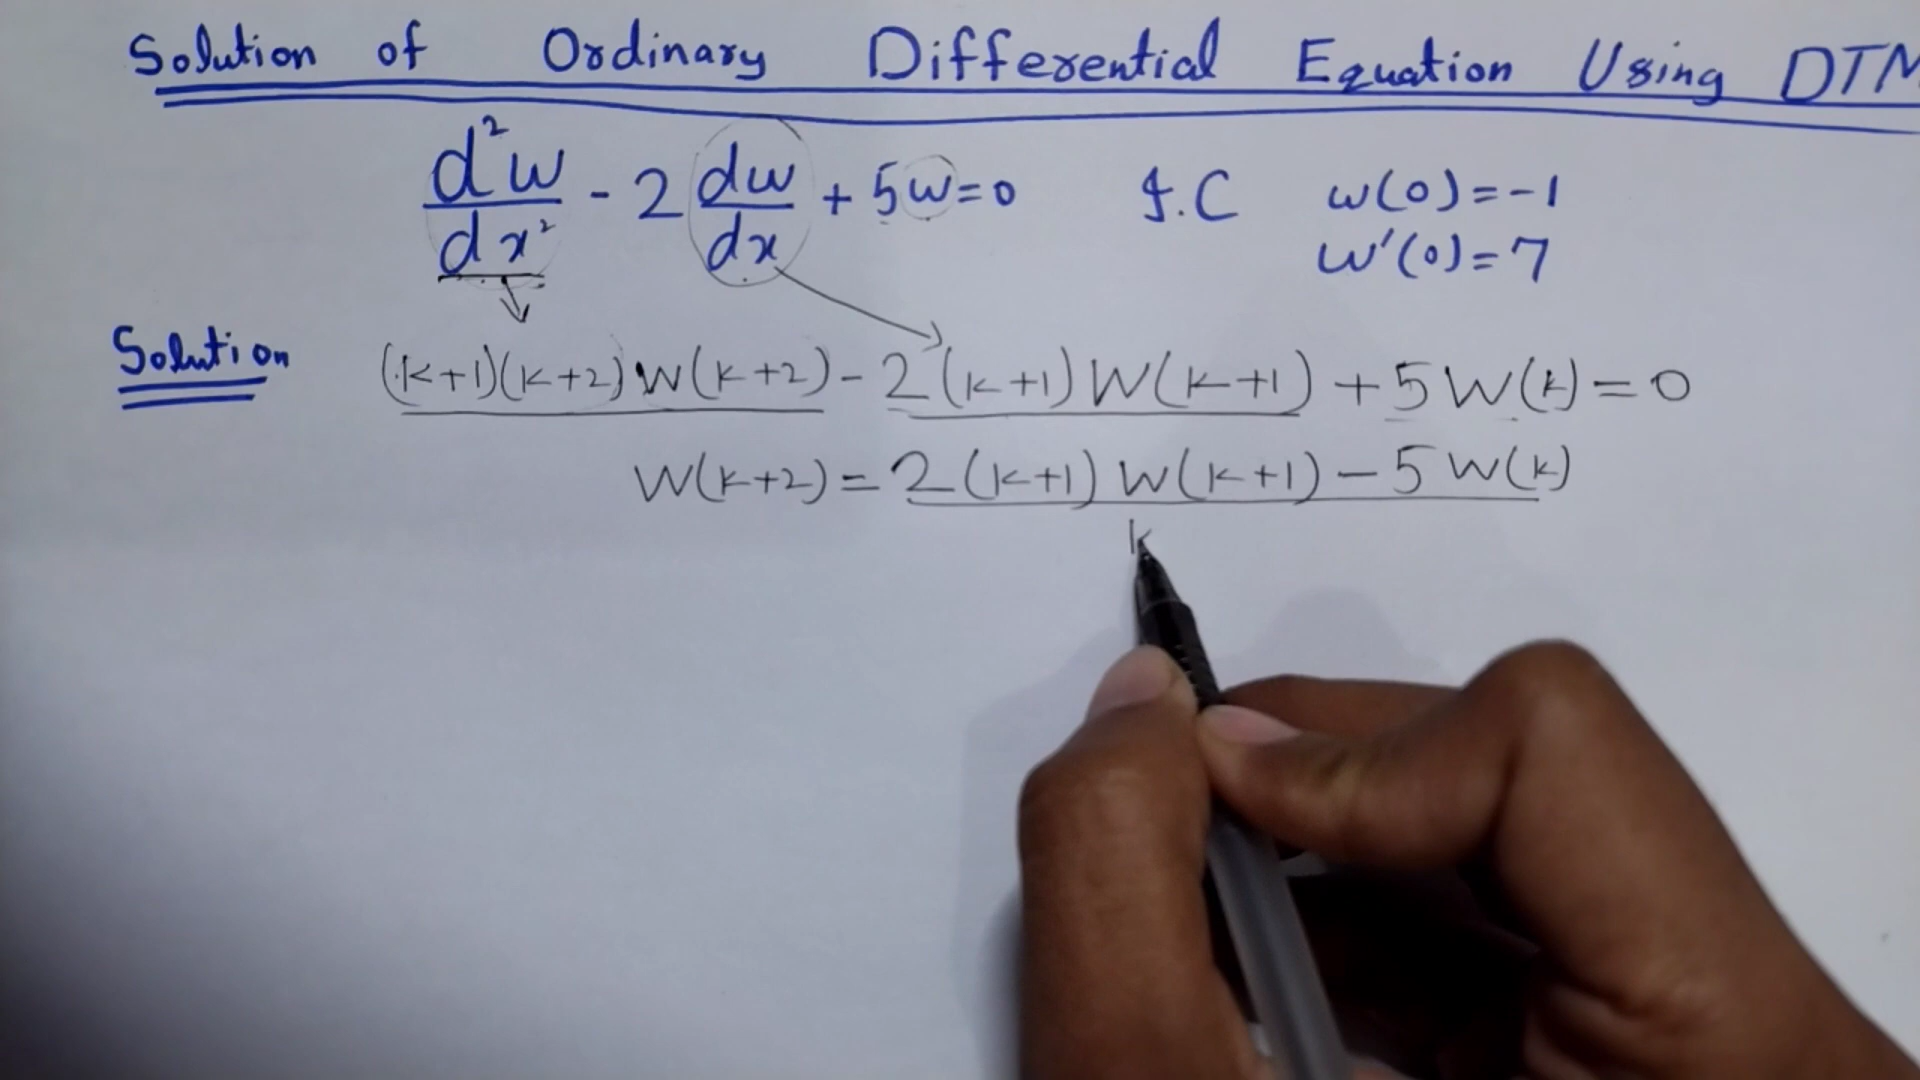 Solution of Ordinary Differential Equation Using DTM
d²w/dx² - 2 dw/dx + 5w = 0 I.C w(0) = -1
w'(0) = 7
Solution (k+1)(k+2) W(k+2) - 2(k+1) W(k+1) + 5 W(k) = 0
W(k+2) = 2(k+1) W(k+1) - 5 W(k)
k